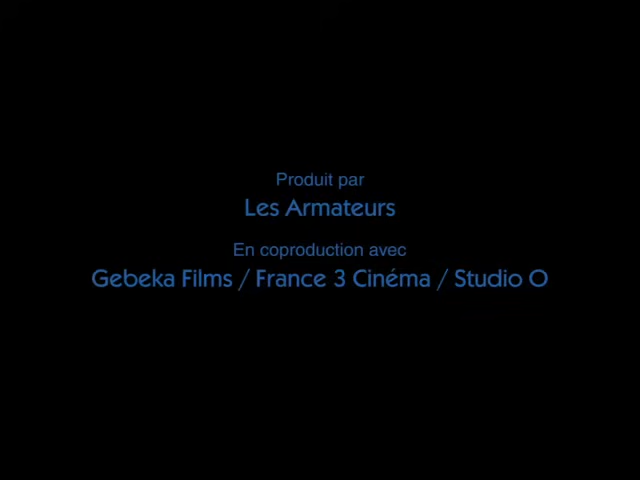 Produit par
Les Armateurs
En coproduction avec
Gebeka Films / France 3 Cinéma / Studio O